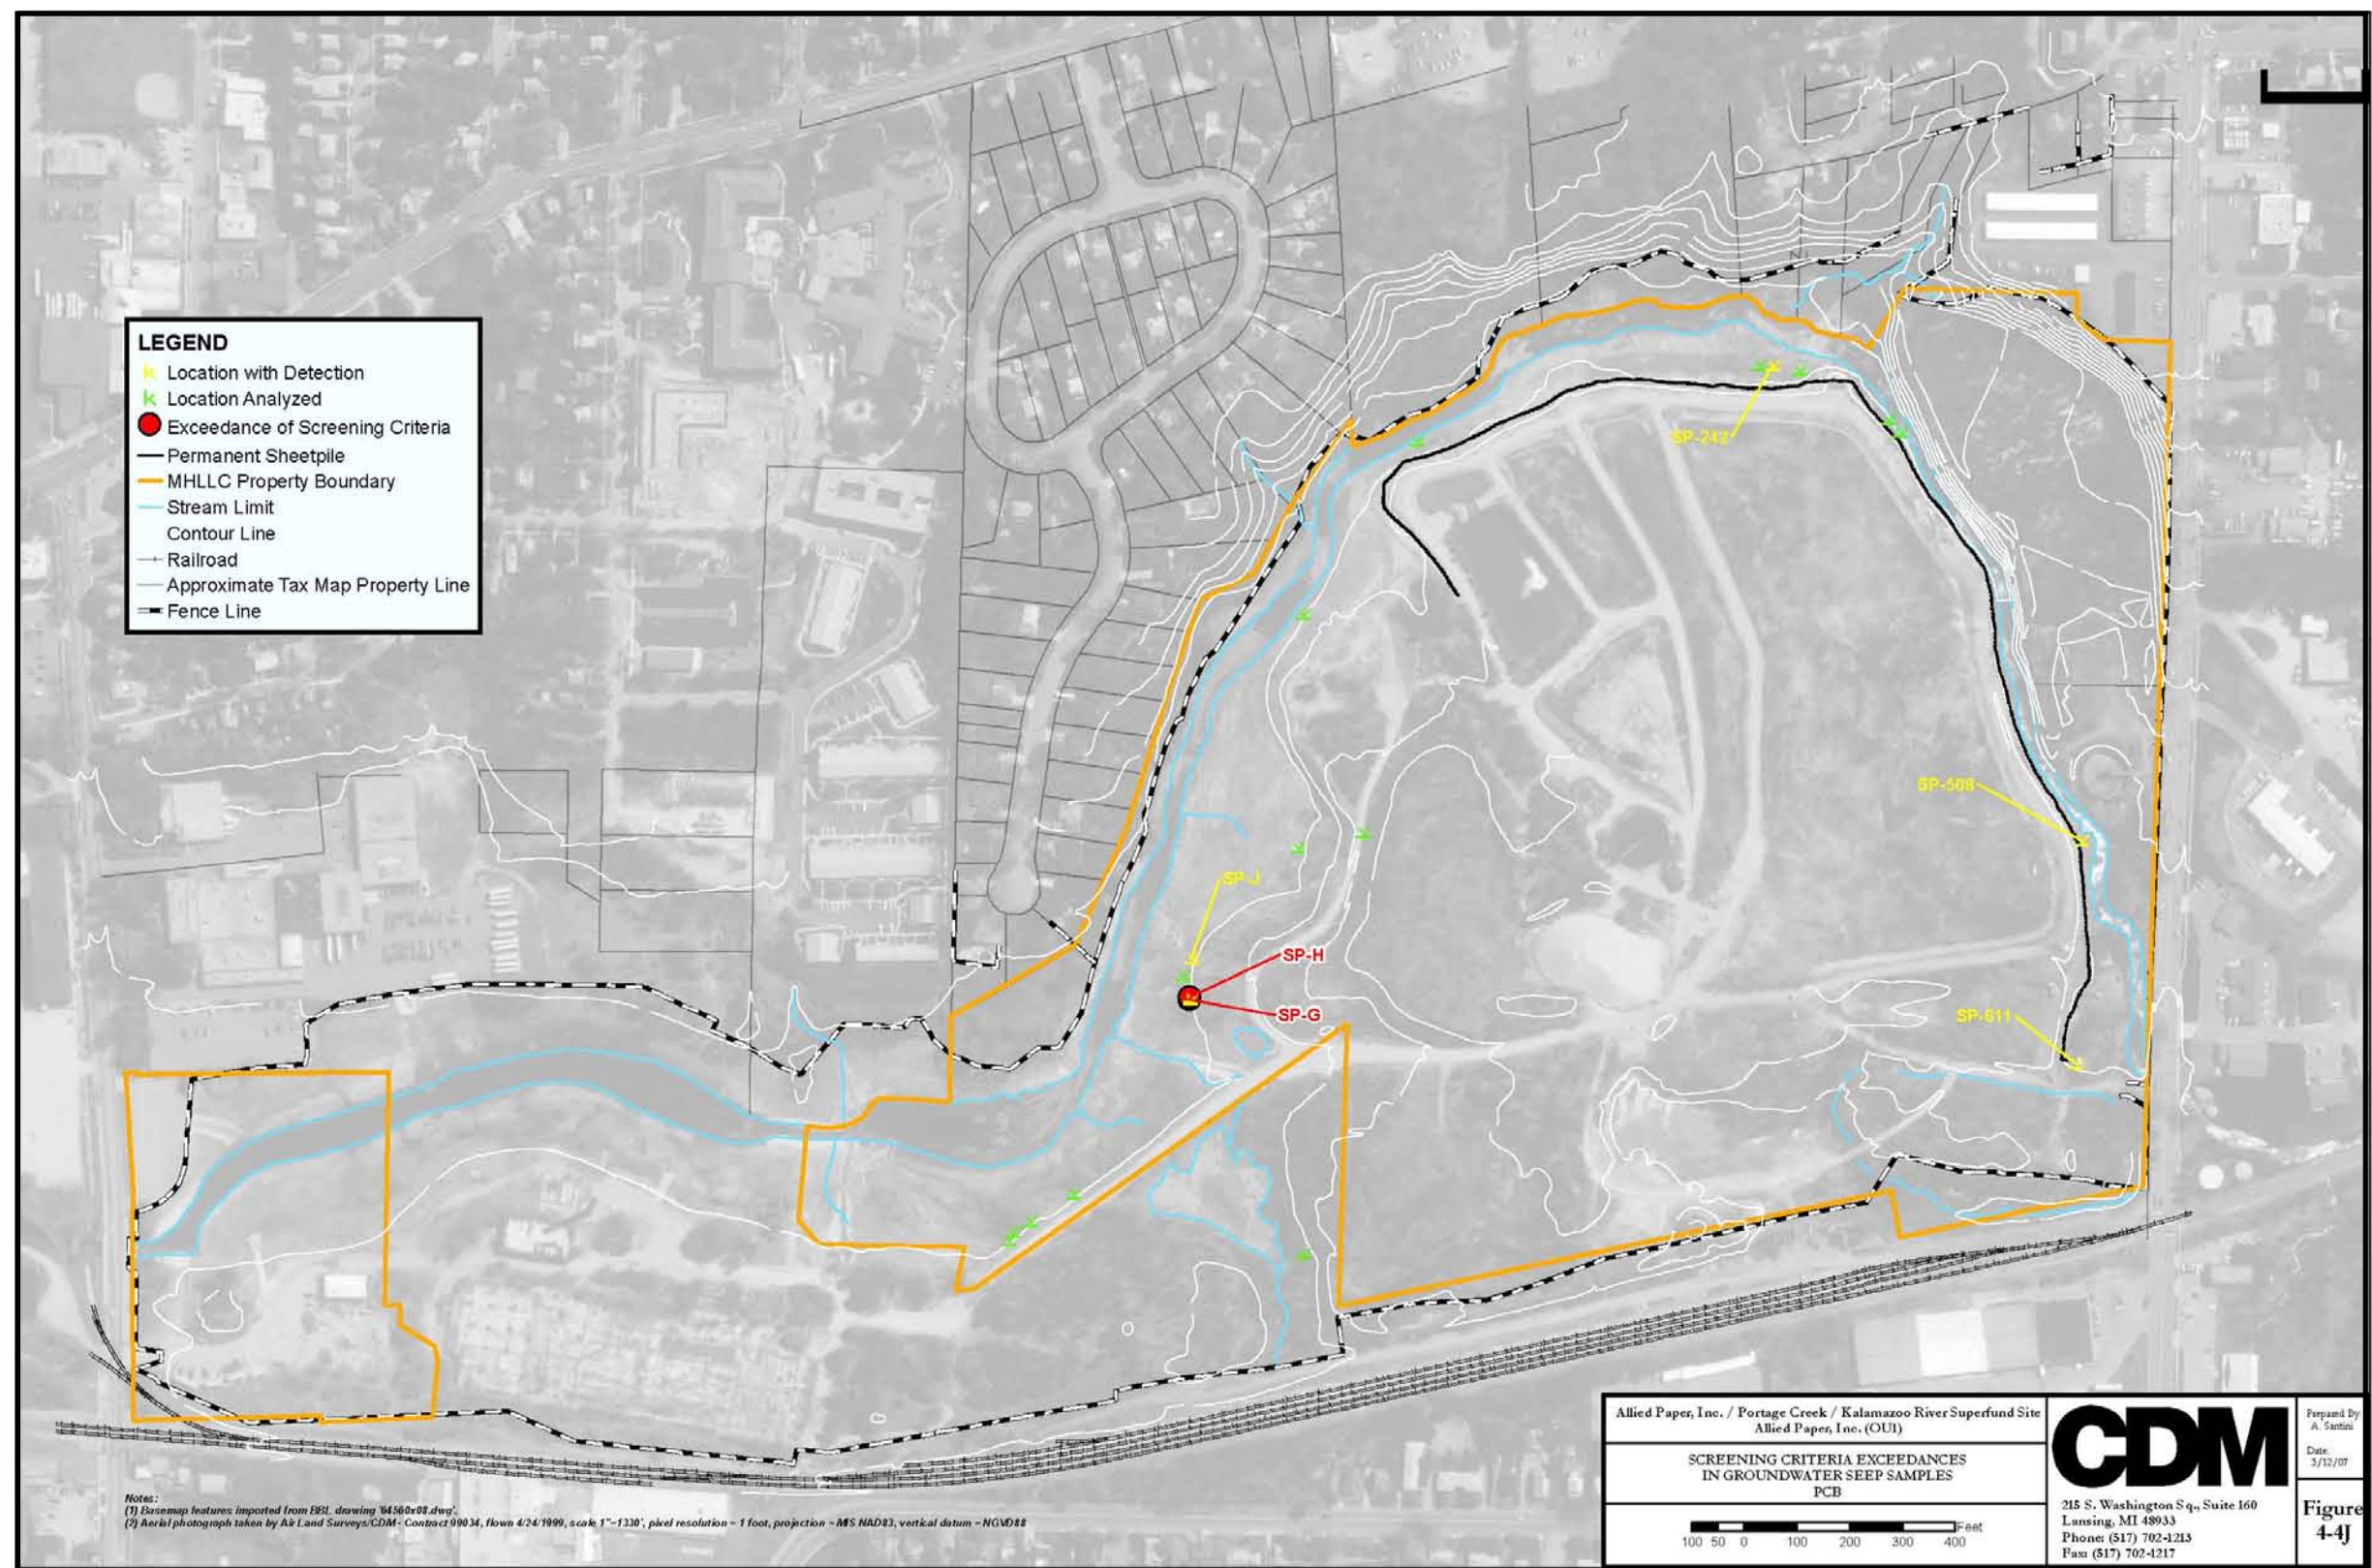 LEGEND
Location with Detection
Location Analyzed
Exceedance of Screening Criteria
Permanent Sheetpile
MHLLC Property Boundary
Stream Limit
Contour Line
Railroad
Approximate Tax Map Property Line
Fence Line
SP-242
SP-508
SP-J
SP-H
SP-G
SP-611
Notes:
(1) Basemap features imported from BBL drawing '64560x08.dwg'.
(2) Aerial photograph taken by Air Land Surveys/CDM - Contract 99034, flown 4/24/1999, scale 1"=1330', pixel resolution = 1 foot, projection = MIS NAD83, vertical datum = NGVD88
Allied Paper, Inc. / Portage Creek / Kalamazoo River Superfund Site
Allied Paper, Inc. (OU1)
SCREENING CRITERIA EXCEEDANCES
IN GROUNDWATER SEEP SAMPLES
PCB
Feet
100 50 0 100 200 300 400
CDM
215 S. Washington Sq., Suite 160
Lansing, MI 48933
Phone: (517) 702-1213
Fax: (517) 702-1217
Prepared By:
A. Santini
Date:
3/12/07
Figure
4-4J